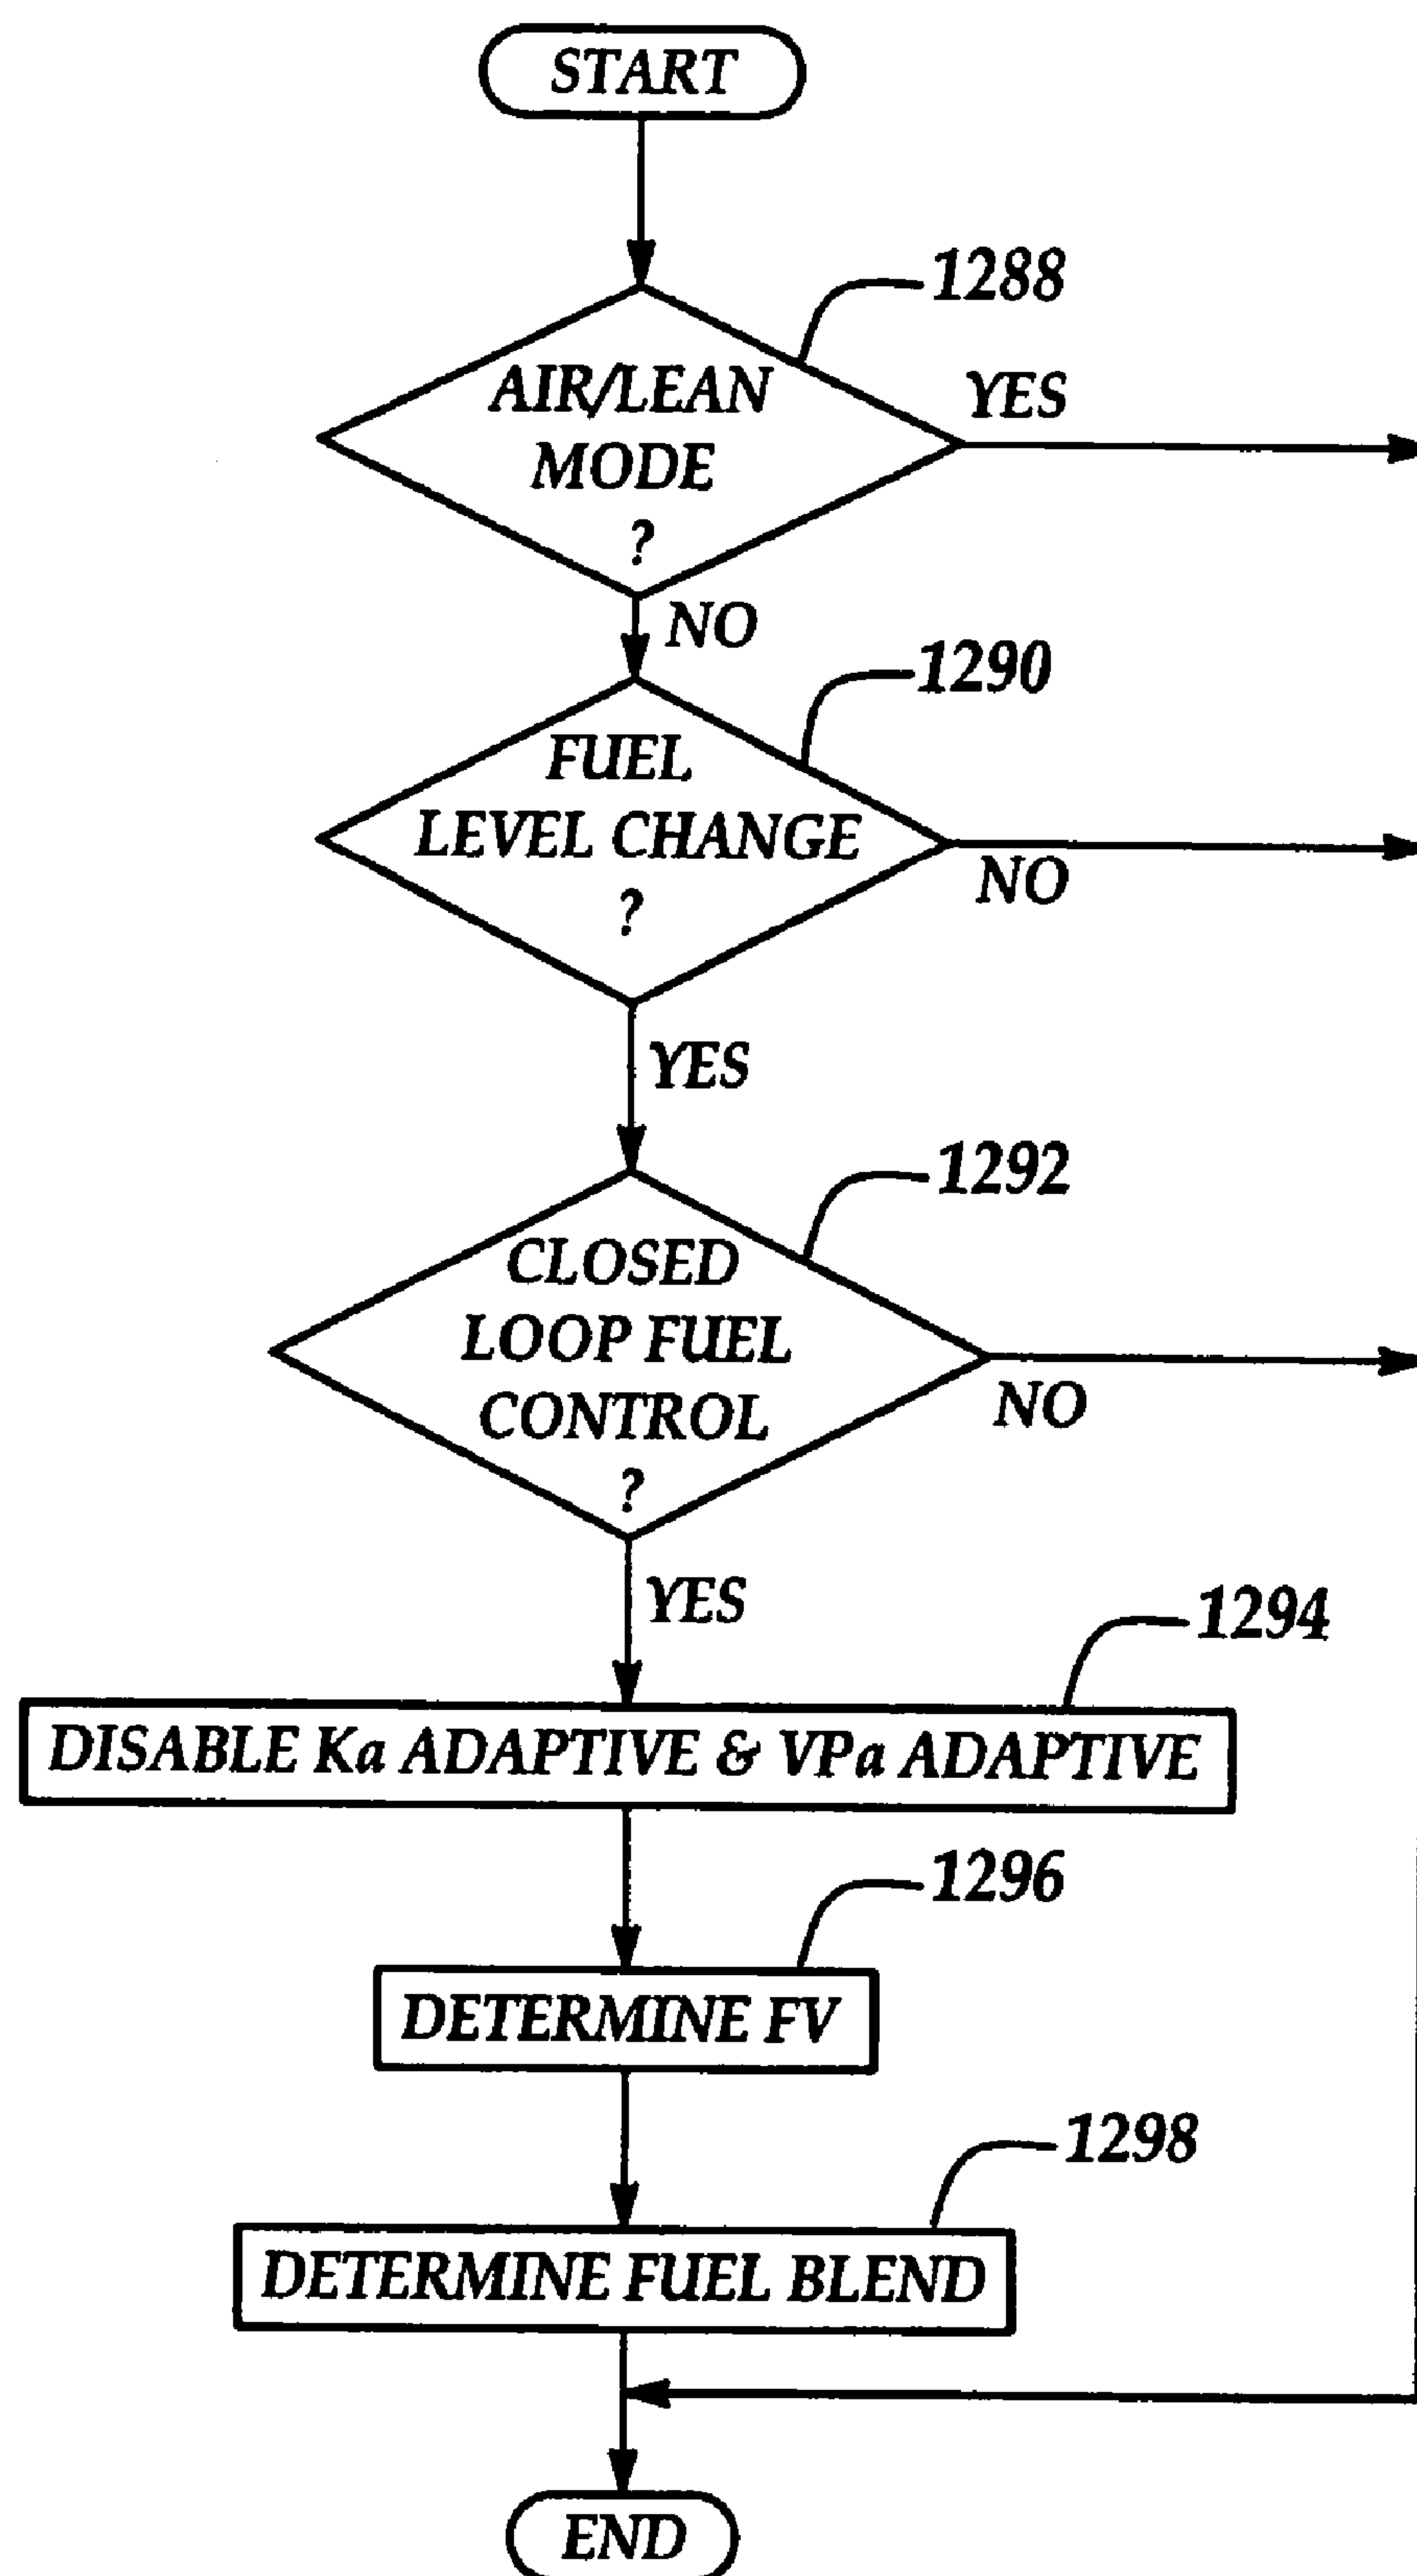 START
1288
AIR/LEAN
MODE
?
YES
NO
1290
FUEL
LEVEL CHANGE
?
NO
YES
1292
CLOSED
LOOP FUEL
CONTROL
?
NO
YES
1294
DISABLE Ka ADAPTIVE & VPa ADAPTIVE
1296
DETERMINE FV
1298
DETERMINE FUEL BLEND
END